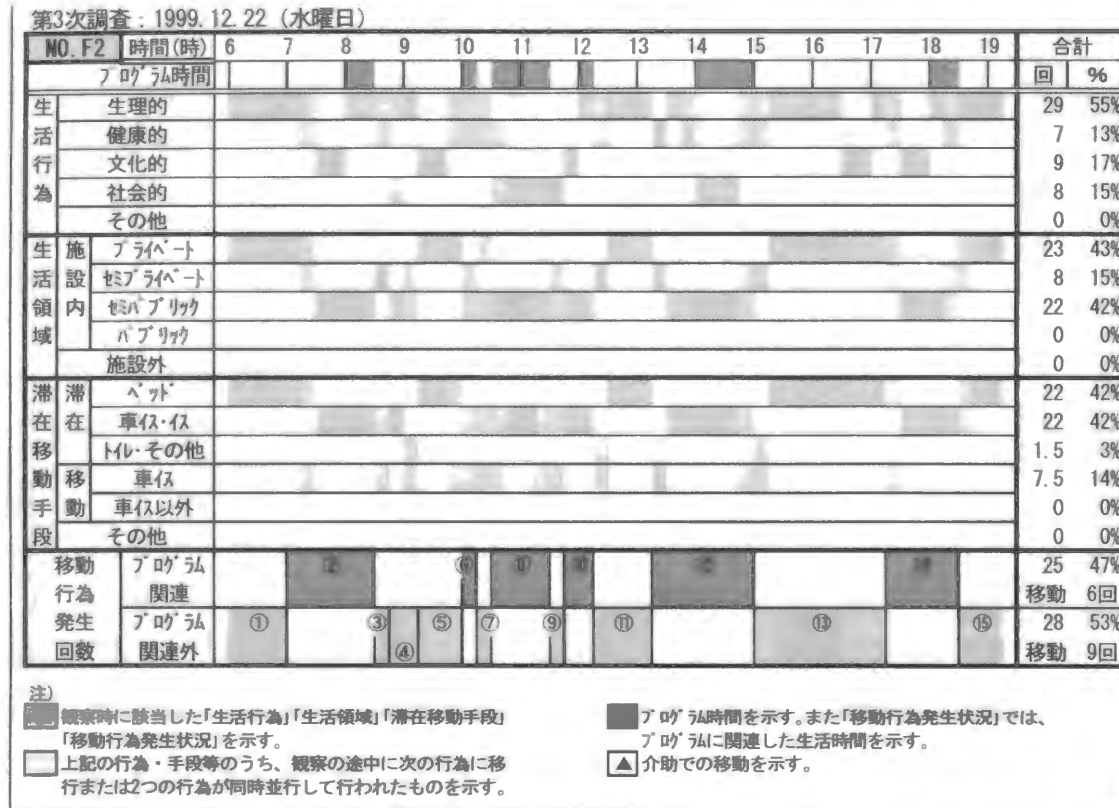 第3次調査：1999.12.22（水曜日）
NO.F2 時間(時) 6 7 8 9 10 11 12 13 14 15 16 17 18 19 合計
プログラム時間 回 %
生活行為 生理的 29 55%
健康的 7 13%
文化的 9 17%
社会的 8 15%
その他 0 0%
生活領域 施設内 プライベート 23 43%
セミプライベート 8 15%
セミパブリック 22 42%
パブリック 0 0%
施設外 0 0%
滞在移動手段 滞在 ベッド 22 42%
車イス・イス 22 42%
トイレ・その他 1.5 3%
移動 車イス 7.5 14%
車イス以外 0 0%
その他 0 0%
移動行為発生回数 プログラム関連 ② ⑥ 25 47%
移動 6回
プログラム関連外 ① ③ ④ ⑤ ⑦ ⑨ ⑪ ⑬ ⑮ 28 53%
移動 9回
注)
観察時に該当した「生活行為」「生活領域」「滞在移動手段」
「移動行為発生状況」を示す。
上記の行為・手段等のうち、観察の途中に次の行為に移
行または2つの行為が同時並行して行われたものを示す。
プログラム時間を示す。また「移動行為発生状況」では、
プログラムに関連した生活時間を示す。
▲ 介助での移動を示す。